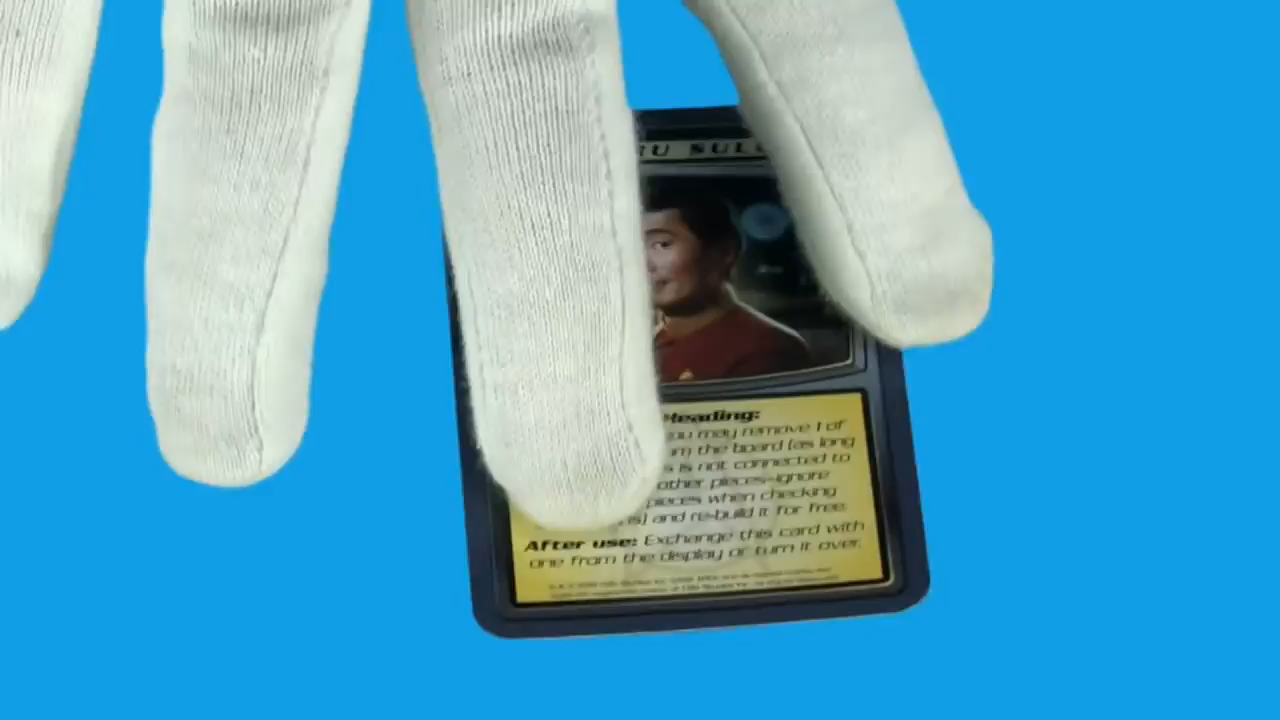 RU SUL
Heading:
ou may remove 1 of
m the board (as long
s is not connected to
other pieces-ignore
pieces when checking
ns) and re-build it for free.
After use: Exchange this card with
one from the display or turn it over.